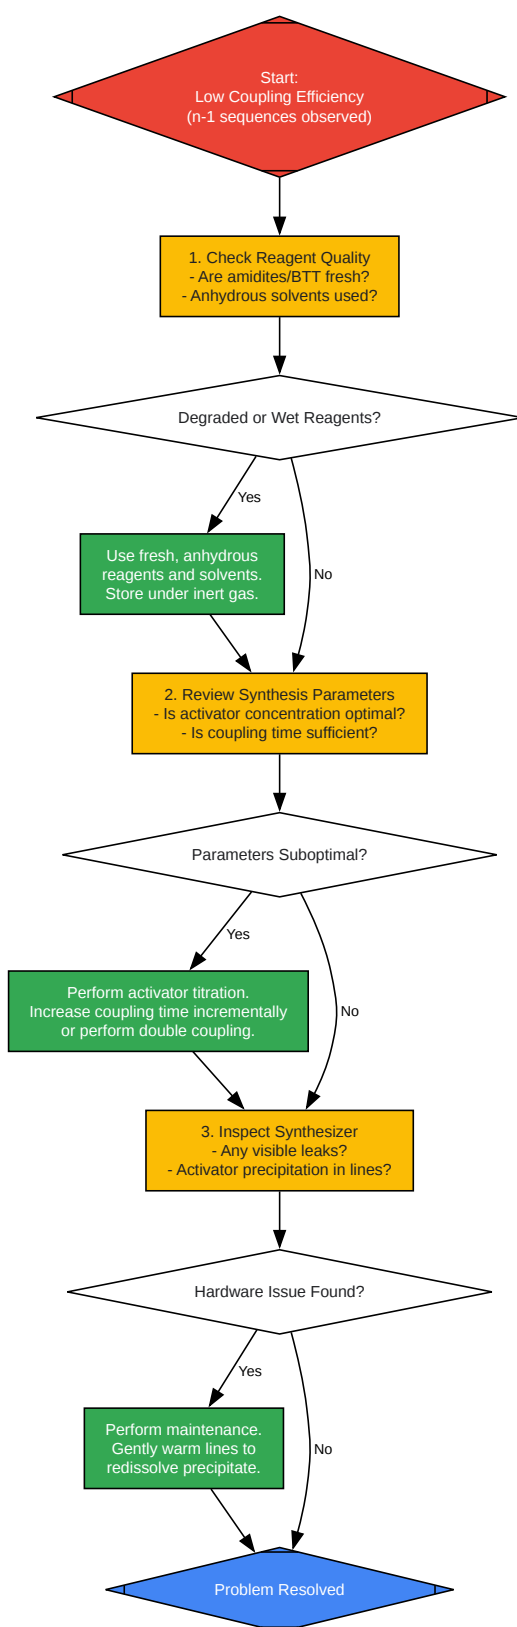 Start:
Low Coupling Efficiency
(n-1 sequences observed)
1. Check Reagent Quality
- Are amidites/BTT fresh?
- Anhydrous solvents used?
Degraded or Wet Reagents?
Yes
Use fresh, anhydrous
reagents and solvents.
Store under inert gas.
No
2. Review Synthesis Parameters
- Is activator concentration optimal?
- Is coupling time sufficient?
Parameters Suboptimal?
Yes
Perform activator titration.
Increase coupling time incrementally
or perform double coupling.
No
3. Inspect Synthesizer
- Any visible leaks?
- Activator precipitation in lines?
Hardware Issue Found?
Yes
Perform maintenance.
Gently warm lines to
redissolve precipitate.
No
Problem Resolved